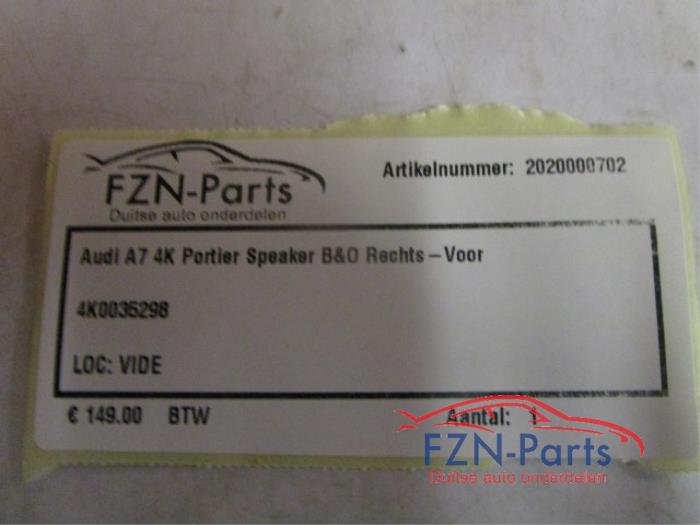 FZN-Parts
Duitse auto onderdelen
Artikelnummer: 2020000702
Audi A7 4K Portier Speaker B&O Rechts-Voor
4K0035298
LOC: VIDE
€ 149.00 BTW
Aantal: 1
FZN-Parts
Duitse auto onderdelen